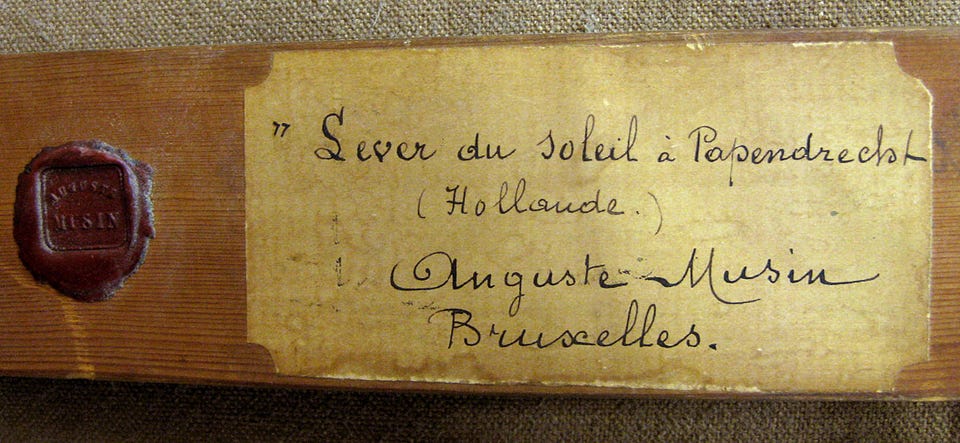 AUGUSTE
MUSIN
" Lever du soleil à Papendrecht
(Hollande.)
Auguste Musin
Bruxelles.